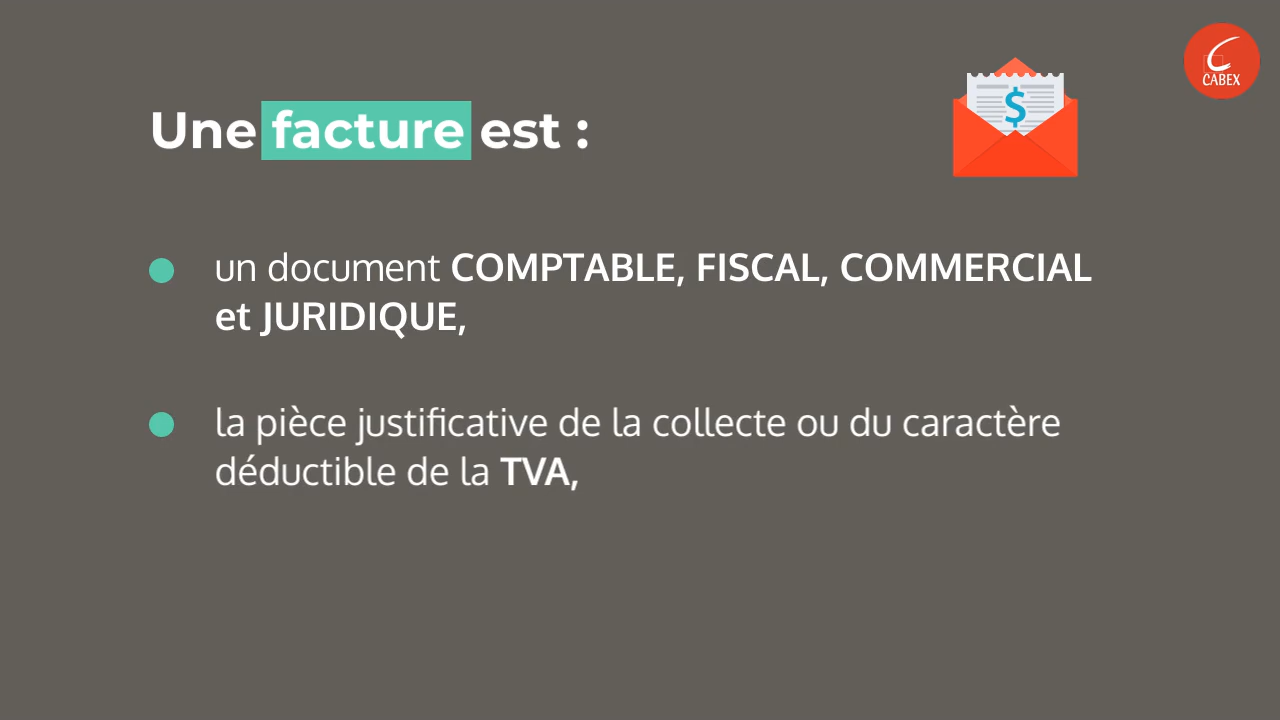 CABEX
$
Une facture est :
un document COMPTABLE, FISCAL, COMMERCIAL
et JURIDIQUE,
la pièce justificative de la collecte ou du caractère
déductible de la TVA,